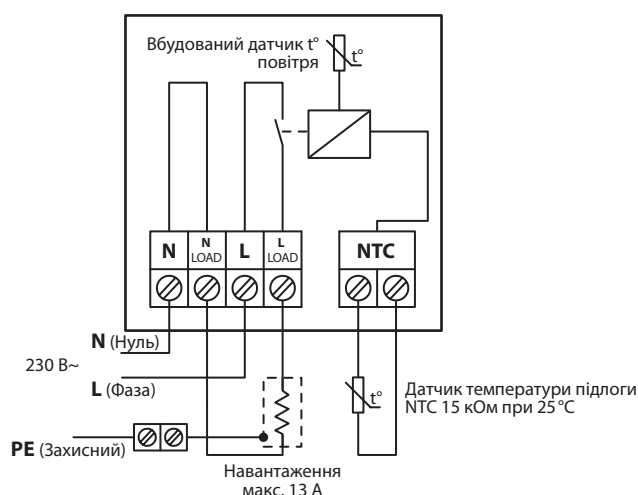 Вбудований датчик t°
повітря
t°
N
N
LOAD
L
L
LOAD
NTC
N (Нуль)
230 В~
L (Фаза)
PE (Захисний)
t°
Датчик температури підлоги
NTC 15 кОм при 25 °C
Навантаження
макс. 13 А